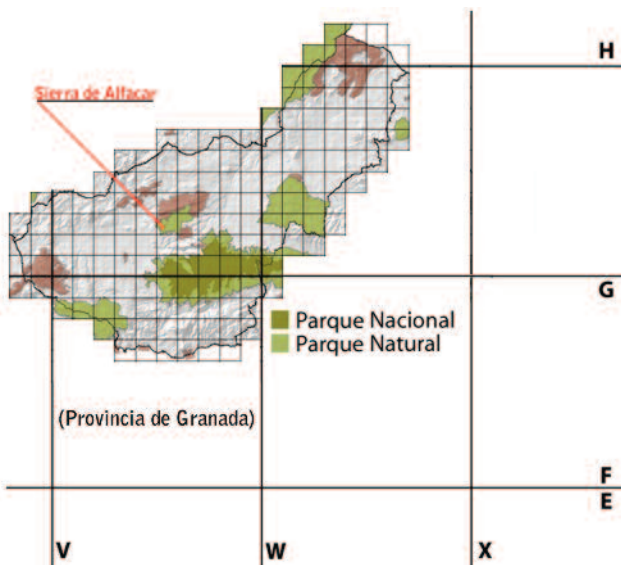 H
Sierra de Alfacar
G
Parque Nacional
Parque Natural
(Provincia de Granada)
F
E
V
W
X